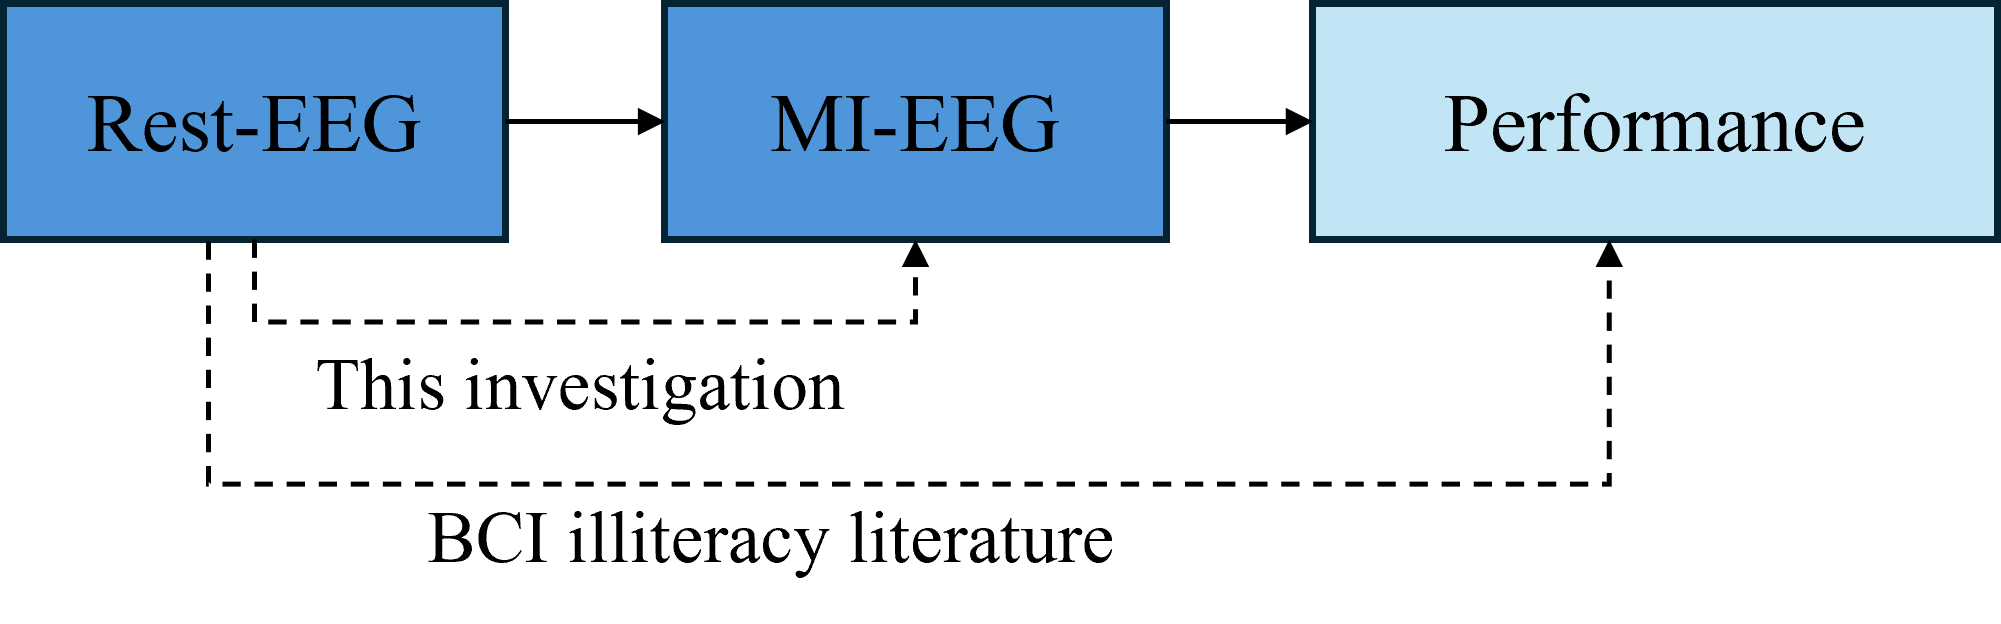 Rest-EEG
MI-EEG
Performance
This investigation
BCI illiteracy literature